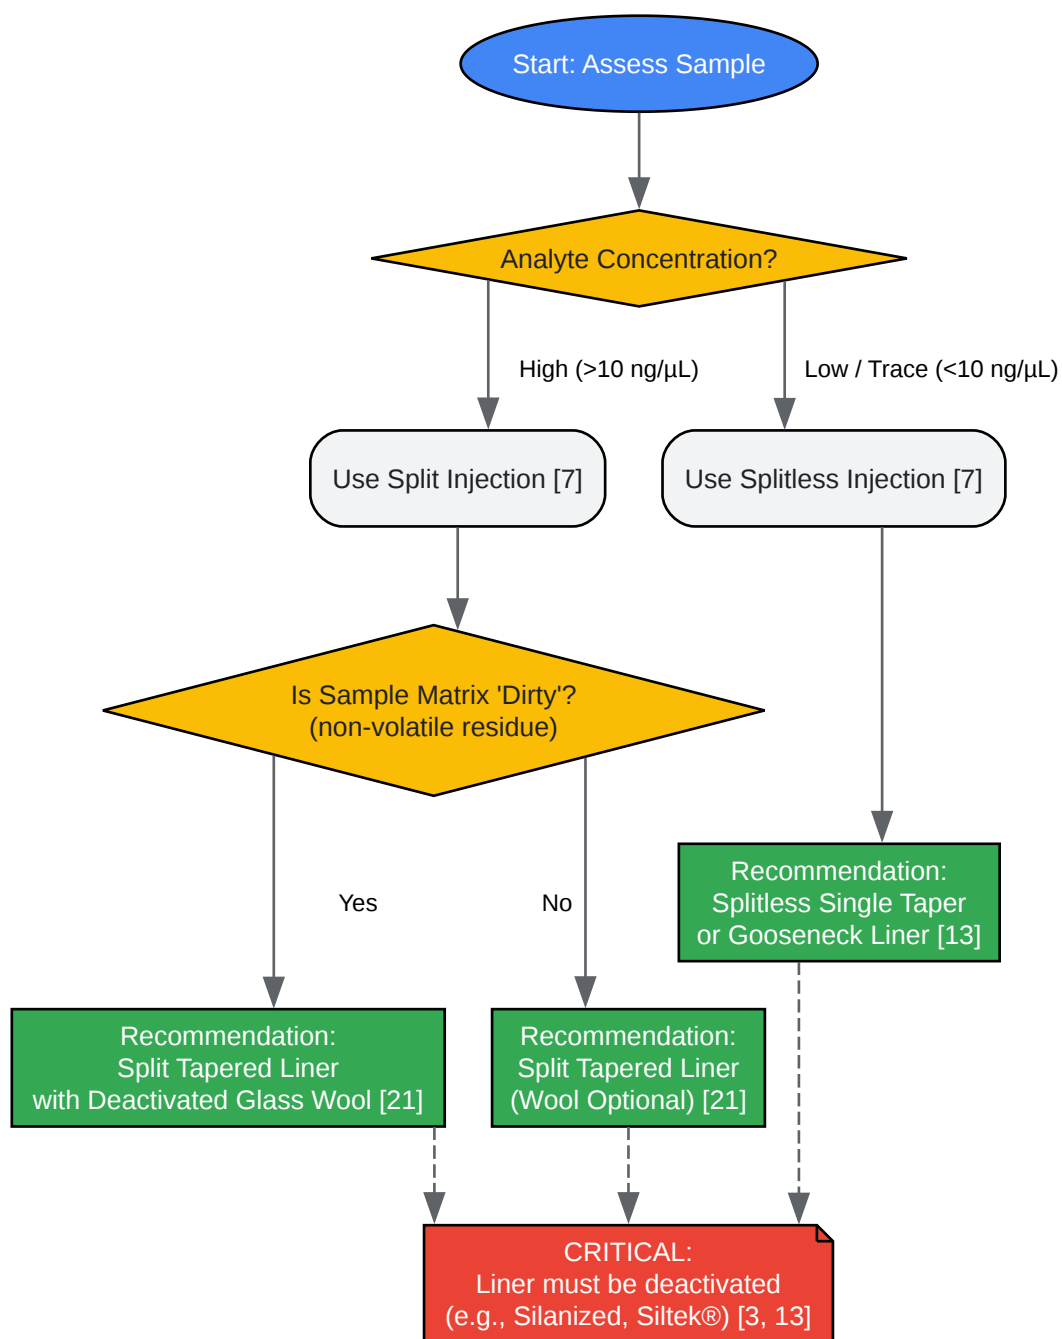 Start: Assess Sample
Analyte Concentration?
High (>10 ng/µL)
Low / Trace (<10 ng/µL)
Use Split Injection [7]
Use Splitless Injection [7]
Is Sample Matrix 'Dirty'?
(non-volatile residue)
Recommendation:
Splitless Single Taper
or Gooseneck Liner [13]
Yes
No
Recommendation:
Split Tapered Liner
with Deactivated Glass Wool [21]
Recommendation:
Split Tapered Liner
(Wool Optional) [21]
CRITICAL:
Liner must be deactivated
(e.g., Silanized, Siltek®) [3, 13]